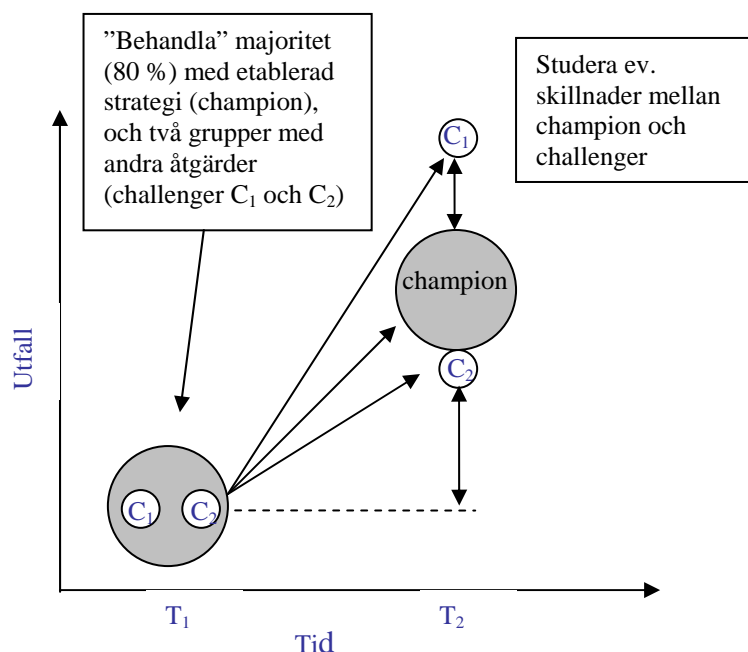 ”Behandla” majoritet
(80 %) med etablerad
strategi (champion),
och två grupper med
andra åtgärder
(challenger C₁ och C₂)
Studera ev.
skillnader mellan
champion och
challenger
C₁
champion
C₂
Utfall
C₁
C₂
T₁
T₂
Tid